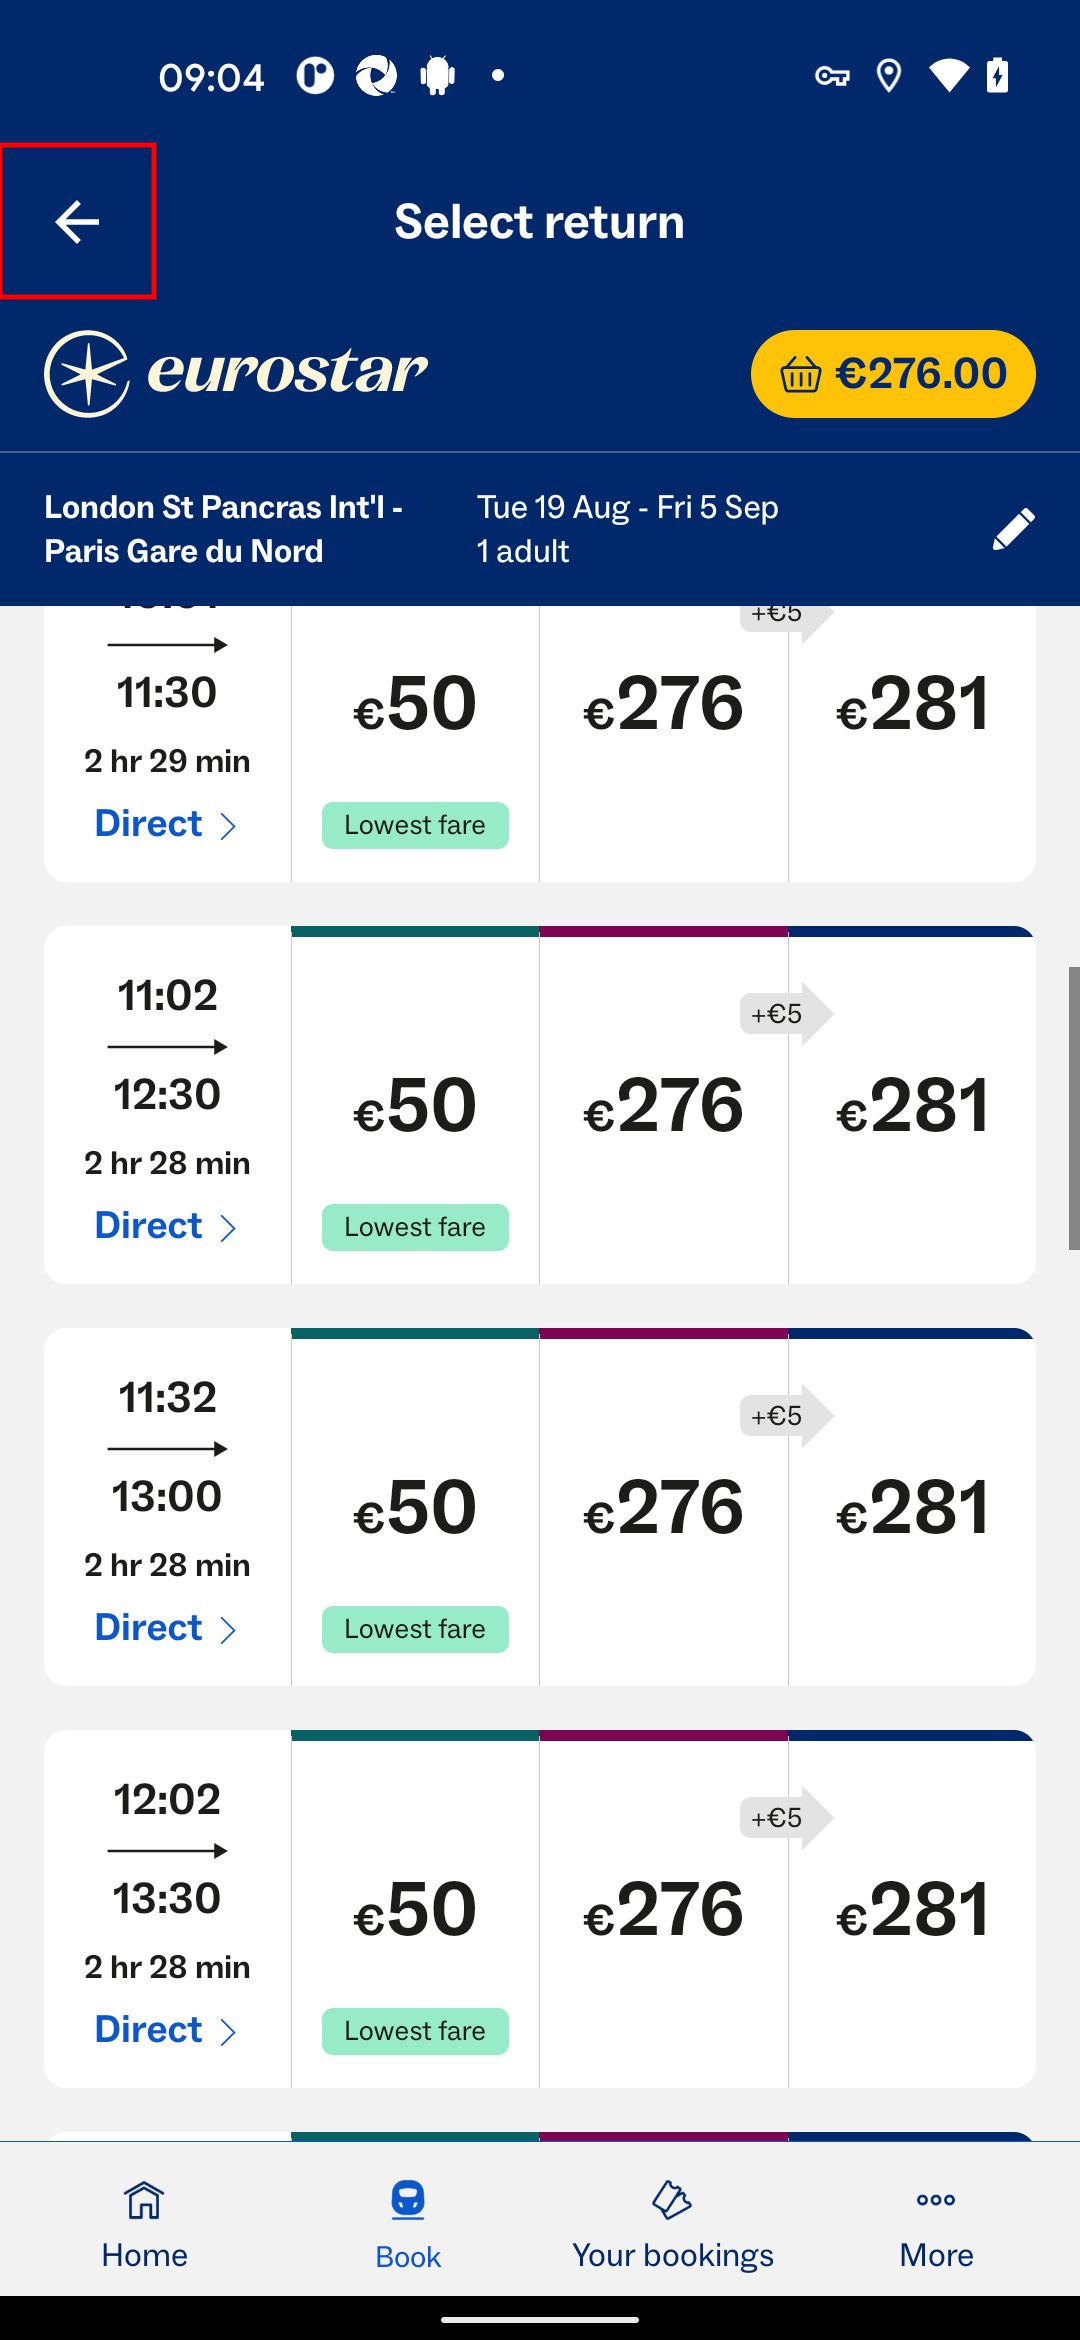 09:04
Select return
eurostar
€276.00
London St Pancras Int'l -
Paris Gare du Nord
Tue 19 Aug - Fri 5 Sep
1 adult
+€5
11:30
€50
€276
€281
2 hr 29 min
Direct
Lowest fare
11:02
+€5
12:30
€50
€276
€281
2 hr 28 min
Direct
Lowest fare
11:32
+€5
13:00
€50
€276
€281
2 hr 28 min
Direct
Lowest fare
12:02
+€5
13:30
€50
€276
€281
2 hr 28 min
Direct
Lowest fare
Home
Book
Your bookings
More